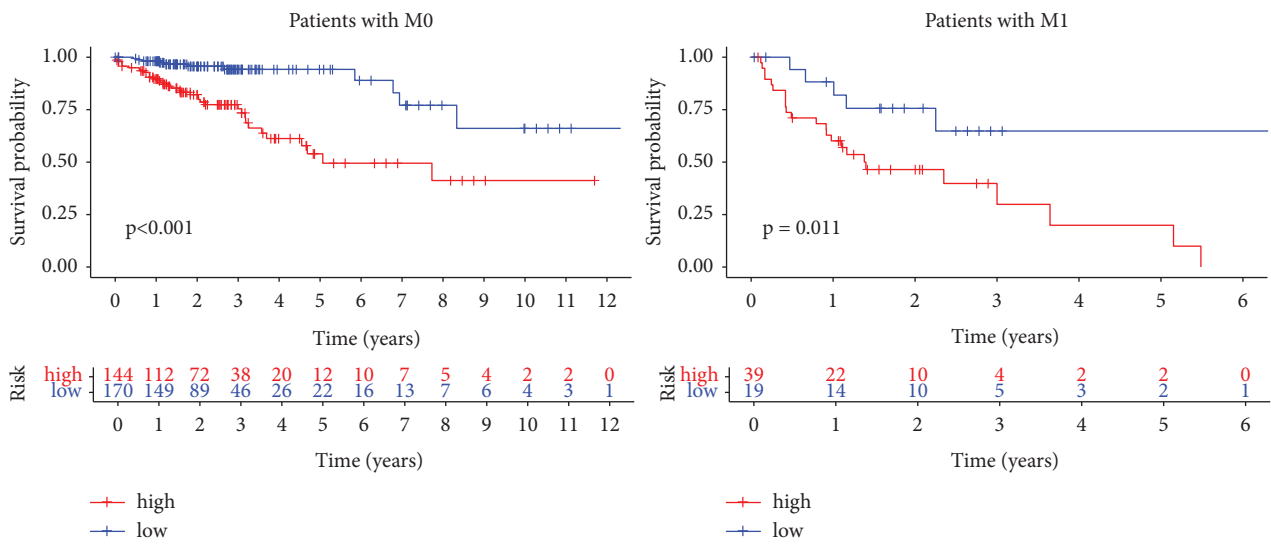 Patients with M0
Survival probability
1.00
0.75
0.50
0.25
0.00
p<0.001
0 1 2 3 4 5 6 7 8 9 10 11 12
Time (years)
Risk
high 144 112 72 38 20 12 10 7 5 4 2 2 0
low 170 149 89 46 26 22 16 13 7 6 4 3 1
0 1 2 3 4 5 6 7 8 9 10 11 12
Time (years)
high
low
Patients with M1
Survival probability
1.00
0.75
0.50
0.25
0.00
p = 0.011
0 1 2 3 4 5 6
Time (years)
Risk
high 39 22 10 4 2 2 0
low 19 14 10 5 3 2 1
0 1 2 3 4 5 6
Time (years)
high
low